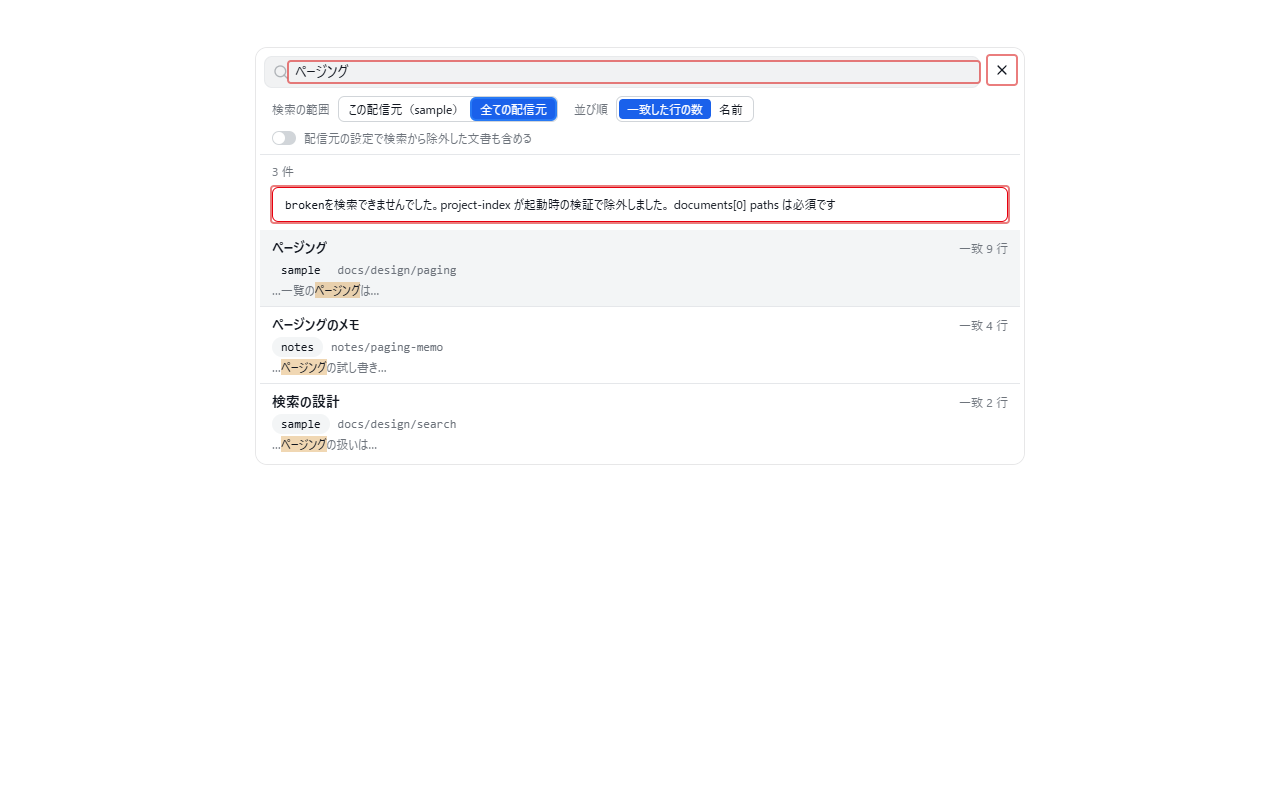 ページング
検索の範囲 この配信元（sample） 全ての配信元 並び順 一致した行の数 名前
配信元の設定で検索から除外した文書も含める
3 件
brokenを検索できませんでした。project-index が起動時の検証で除外しました。 documents[0] paths は必須です
ページング 一致 9 行
sample docs/design/paging
…一覧のページングは…
ページングのメモ 一致 4 行
notes notes/paging-memo
…ページングの試し書き…
検索の設計 一致 2 行
sample docs/design/search
…ページングの扱いは…